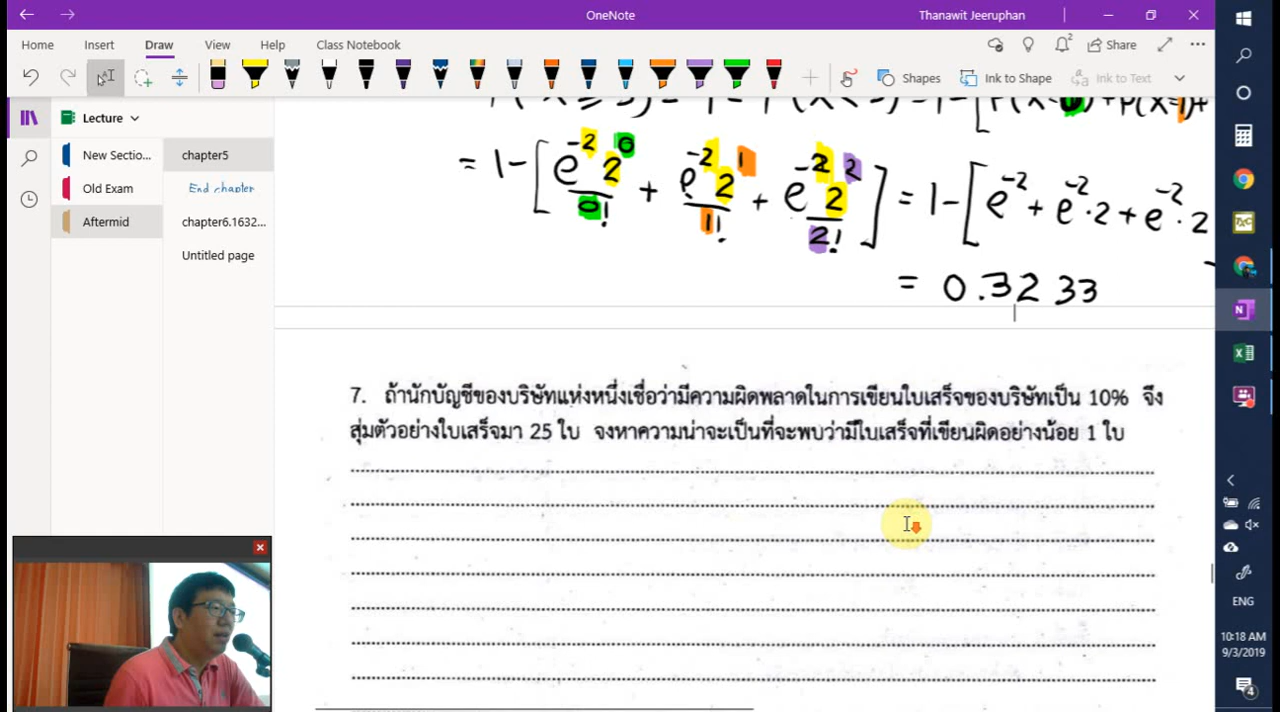 OneNote
Thanawit Jeeruphan
Home Insert Draw View Help Class Notebook
Share
Shapes Ink to Shape Ink to Text
Lecture
New Sectio...
Old Exam
Aftermid
chapter5
End chapter
chapter6.1632...
Untitled page
= 1-[e^-2 2^0/0! + e^-2 2^1/1! + e^-2 2^2/2!] = 1-[e^-2 + e^-2·2 + e^-2·2
= 0.3233
7. ถ้านักบัญชีของบริษัทแห่งหนึ่งเชื่อว่ามีความผิดพลาดในการเขียนใบเสร็จของบริษัทเป็น 10% จึง
สุ่มตัวอย่างใบเสร็จมา 25 ใบ จงหาความน่าจะเป็นที่จะพบว่ามีใบเสร็จที่เขียนผิดอย่างน้อย 1 ใบ
ENG
10:18 AM
9/3/2019
4